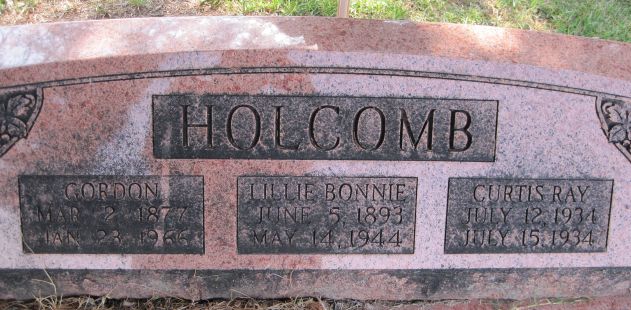 HOLCOMB
GORDON
MAR. 2, 1877
JAN. 23, 1966
LILLIE BONNIE
JUNE 5, 1893
MAY 14, 1944
CURTIS RAY
JULY 12, 1934
JULY 15, 1934